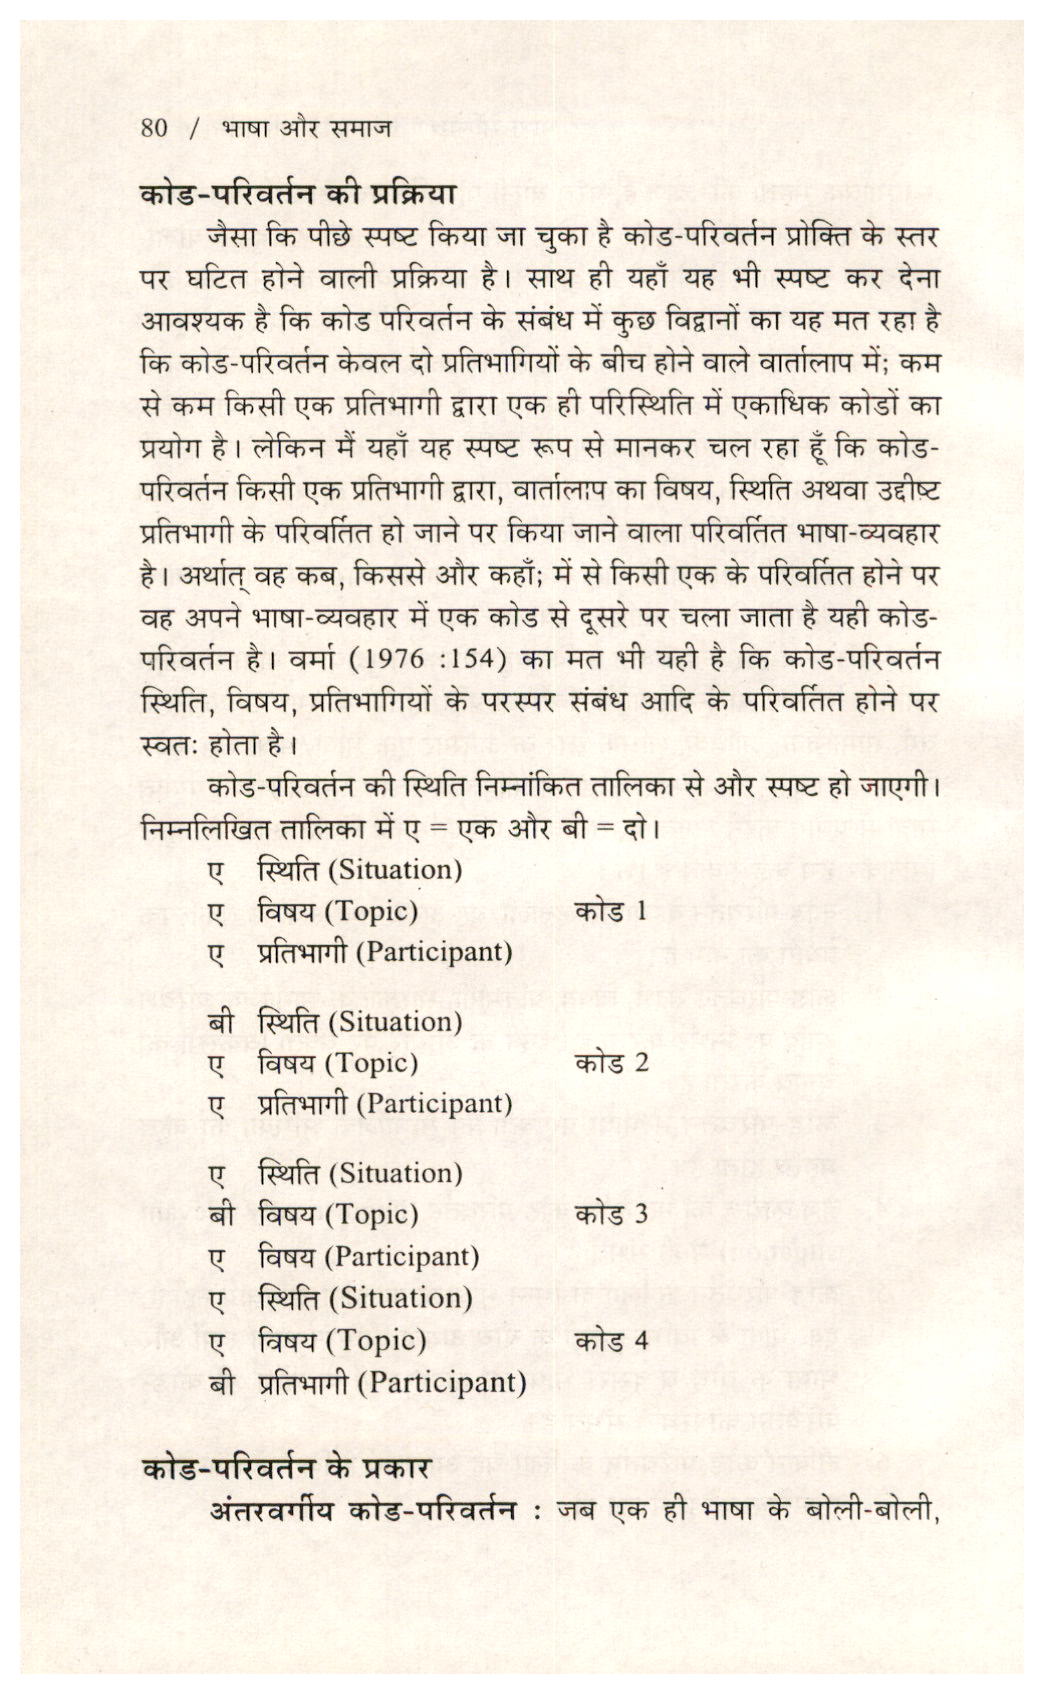 80 / भाषा और समाज
कोड-परिवर्तन की प्रक्रिया
जैसा कि पीछे स्पष्ट किया जा चुका है कोड-परिवर्तन प्रोक्ति के स्तर
पर घटित होने वाली प्रक्रिया है। साथ ही यहाँ यह भी स्पष्ट कर देना
आवश्यक है कि कोड परिवर्तन के संबंध में कुछ विद्वानों का यह मत रहा है
कि कोड-परिवर्तन केवल दो प्रतिभागियों के बीच होने वाले वार्तालाप में; कम
से कम किसी एक प्रतिभागी द्वारा एक ही परिस्थिति में एकाधिक कोडों का
प्रयोग है। लेकिन मैं यहाँ यह स्पष्ट रूप से मानकर चल रहा हूँ कि कोड-
परिवर्तन किसी एक प्रतिभागी द्वारा, वार्तालाप का विषय, स्थिति अथवा उद्दीष्ट
प्रतिभागी के परिवर्तित हो जाने पर किया जाने वाला परिवर्तित भाषा-व्यवहार
है। अर्थात् वह कब, किससे और कहाँ; में से किसी एक के परिवर्तित होने पर
वह अपने भाषा-व्यवहार में एक कोड से दूसरे पर चला जाता है यही कोड-
परिवर्तन है। वर्मा (1976 :154) का मत भी यही है कि कोड-परिवर्तन
स्थिति, विषय, प्रतिभागियों के परस्पर संबंध आदि के परिवर्तित होने पर
स्वतः होता है।
कोड-परिवर्तन की स्थिति निम्नांकित तालिका से और स्पष्ट हो जाएगी।
निम्नलिखित तालिका में ए = एक और बी = दो।
ए स्थिति (Situation)
ए विषय (Topic) कोड 1
ए प्रतिभागी (Participant)
बी स्थिति (Situation)
ए विषय (Topic) कोड 2
ए प्रतिभागी (Participant)
ए स्थिति (Situation)
बी विषय (Topic) कोड 3
ए विषय (Participant)
ए स्थिति (Situation)
ए विषय (Topic) कोड 4
बी प्रतिभागी (Participant)
कोड-परिवर्तन के प्रकार
अंतरवर्गीय कोड-परिवर्तन : जब एक ही भाषा के बोली-बोली,